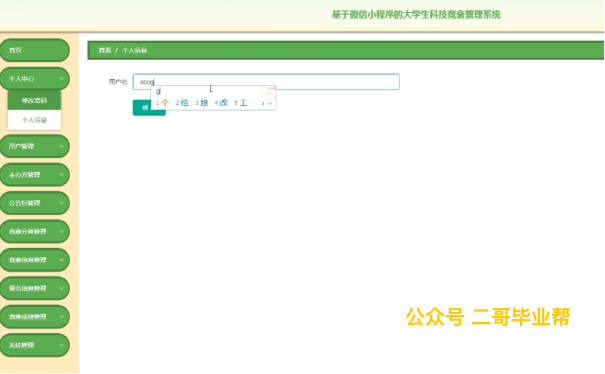 基于微信小程序的大学生科技竞赛管理系统
首页
个人中心
修改密码
个人信息
用户管理
主办方管理
公告栏管理
竞赛分类管理
竞赛信息管理
报名信息管理
竞赛成绩管理
系统管理
首页 / 个人信息
用户名 abog
g
1个 2给 3跟 4改 5工
修
公众号 二哥毕业帮